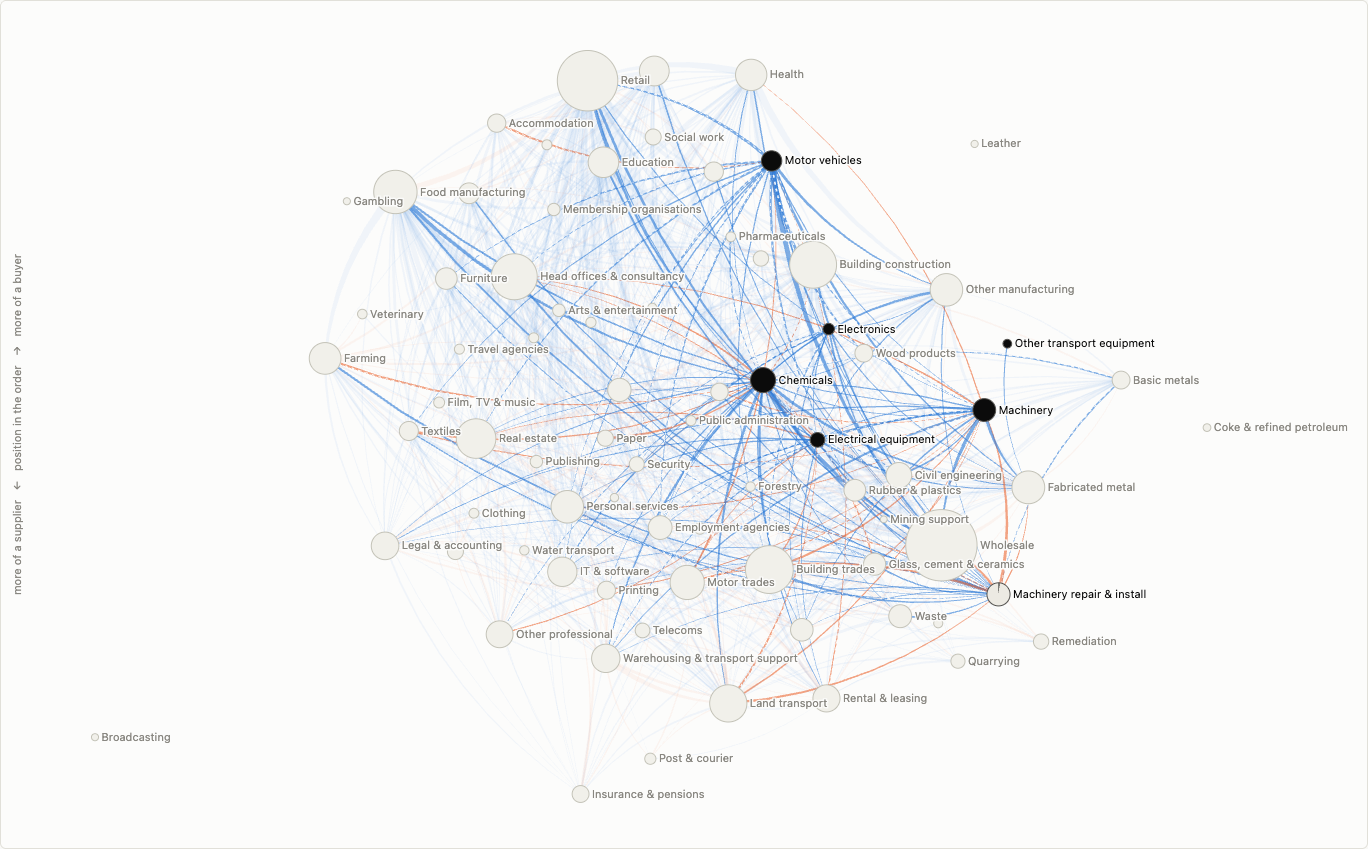 more of a supplier ← position in the order → more of a buyer
Retail
Health
Accommodation
Social work
Leather
Education
Motor vehicles
Food manufacturing
Gambling
Membership organisations
Pharmaceuticals
Building construction
Head offices & consultancy
Furniture
Other manufacturing
Arts & entertainment
Veterinary
Electronics
Other transport equipment
Travel agencies
Wood products
Farming
Chemicals
Basic metals
Film, TV & music
Machinery
Public administration
Coke & refined petroleum
Textiles
Real estate
Paper
Electrical equipment
Publishing
Security
Civil engineering
Forestry
Rubber & plastics
Fabricated metal
Personal services
Clothing
Mining support
Employment agencies
Legal & accounting
Water transport
Wholesale
Glass, cement & ceramics
IT & software
Building trades
Motor trades
Printing
Machinery repair & install
Waste
Other professional
Telecoms
Remediation
Warehousing & transport support
Quarrying
Land transport
Rental & leasing
Broadcasting
Post & courier
Insurance & pensions